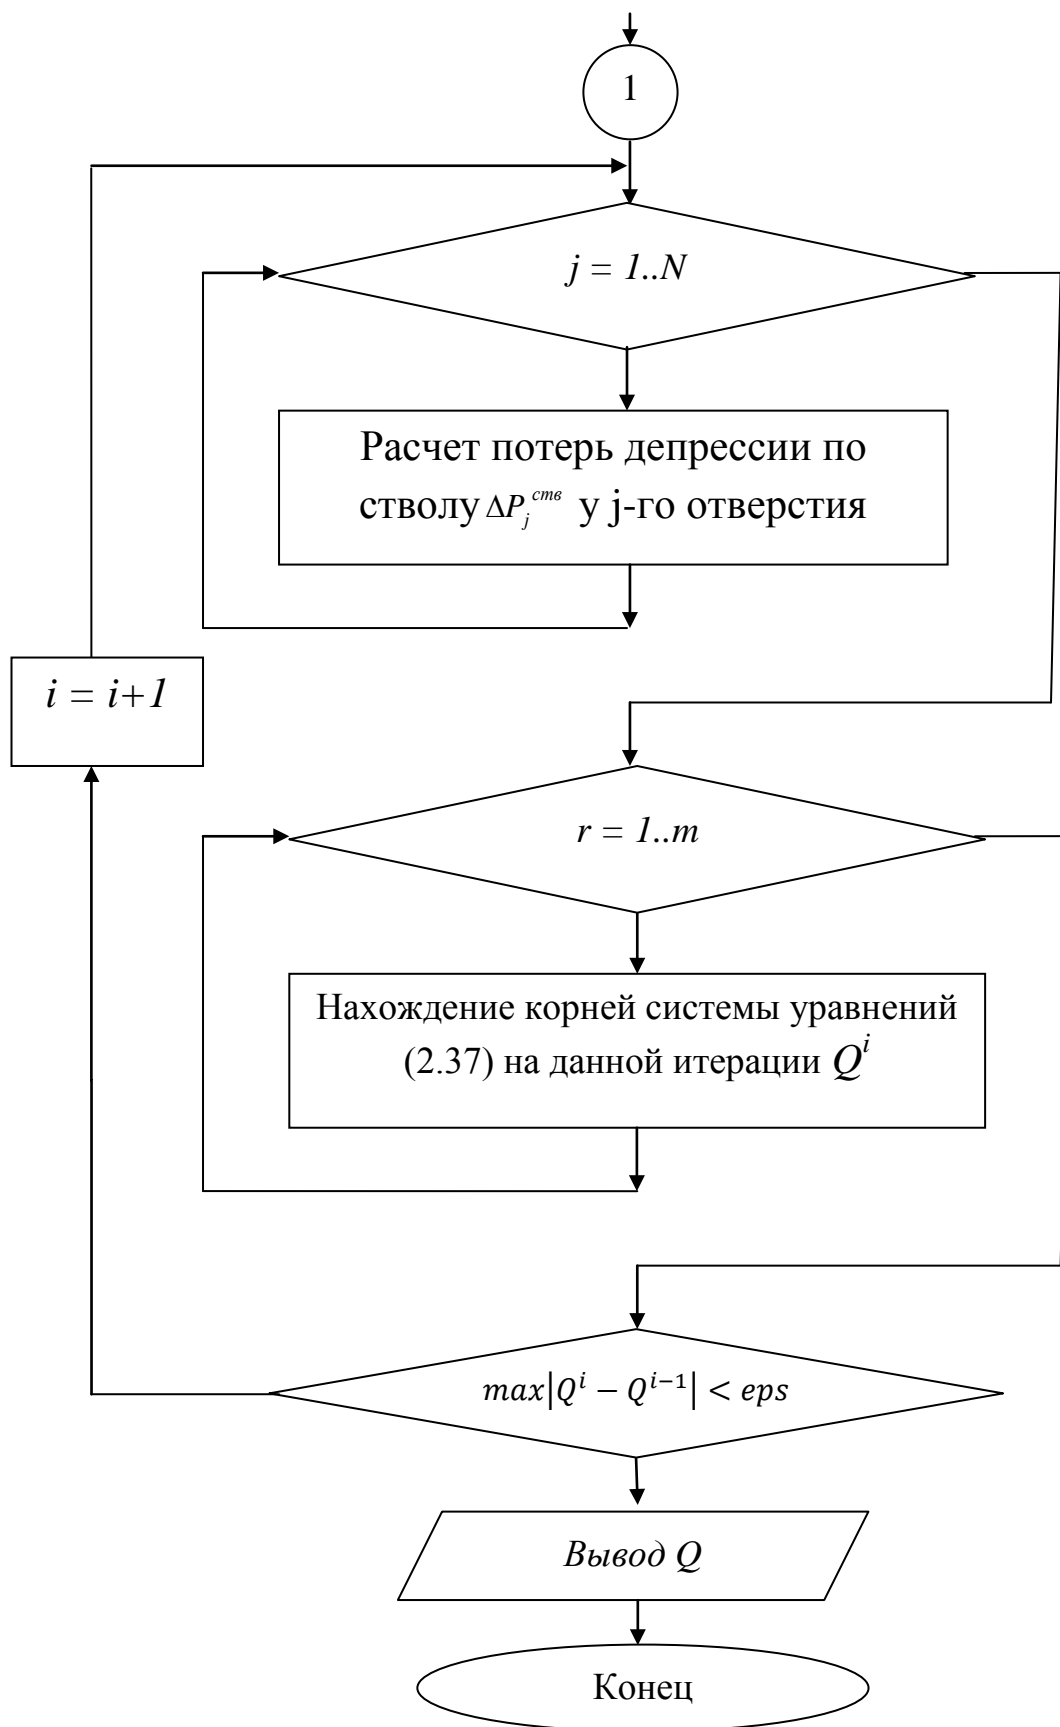 1
j = 1..N
Расчет потерь депрессии по
стволу ΔP_j^{ств} у j-го отверстия
i = i+1
r = 1..m
Нахождение корней системы уравнений
(2.37) на данной итерации Q^i
max|Q^i − Q^{i−1}| < eps
Вывод Q
Конец